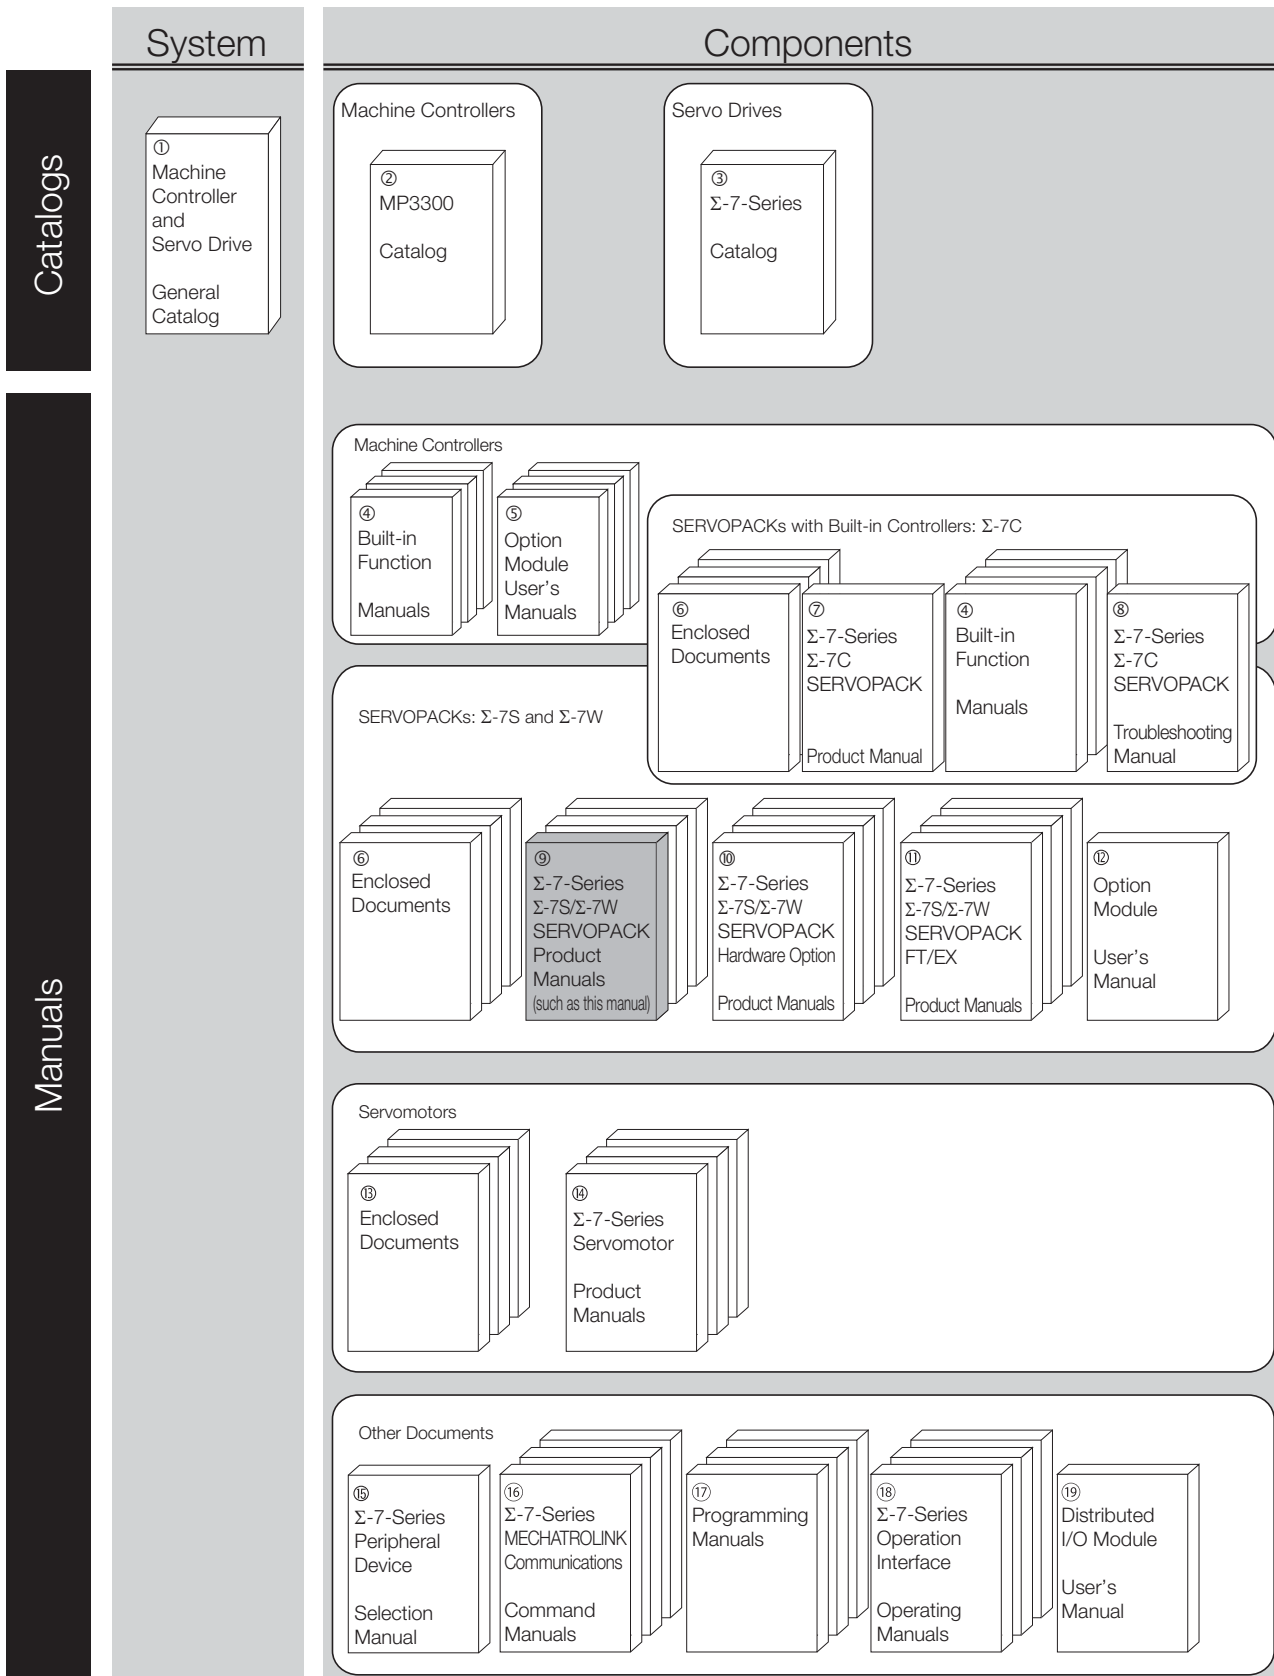 System
Components
Catalogs
①
Machine
Controller
and
Servo Drive
General
Catalog
Machine Controllers
②
MP3300
Catalog
Servo Drives
③
Σ-7-Series
Catalog
Manuals
Machine Controllers
④
Built-in
Function
Manuals
⑤
Option
Module
User's
Manuals
SERVOPACKs with Built-in Controllers: Σ-7C
⑥
Enclosed
Documents
⑦
Σ-7-Series
Σ-7C
SERVOPACK
Product Manual
④
Built-in
Function
Manuals
⑧
Σ-7-Series
Σ-7C
SERVOPACK
Troubleshooting
Manual
SERVOPACKs: Σ-7S and Σ-7W
⑥
Enclosed
Documents
⑨
Σ-7-Series
Σ-7S/Σ-7W
SERVOPACK
Product
Manuals
(such as this manual)
⑩
Σ-7-Series
Σ-7S/Σ-7W
SERVOPACK
Hardware Option
Product Manuals
⑪
Σ-7-Series
Σ-7S/Σ-7W
SERVOPACK
FT/EX
Product Manuals
⑫
Option
Module
User's
Manual
Servomotors
⑬
Enclosed
Documents
⑭
Σ-7-Series
Servomotor
Product
Manuals
Other Documents
⑮
Σ-7-Series
Peripheral
Device
Selection
Manual
⑯
Σ-7-Series
MECHATROLINK
Communications
Command
Manuals
⑰
Programming
Manuals
⑱
Σ-7-Series
Operation
Interface
Operating
Manuals
⑲
Distributed
I/O Module
User's
Manual